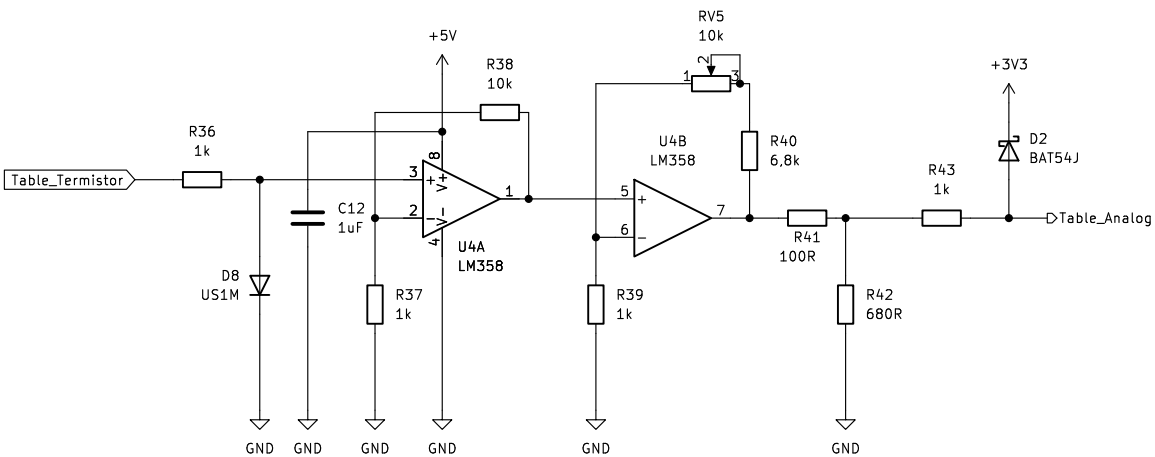 RV5
10k
2
1
3
+5V
R38
10k
+3V3
R36
1k
8
V+
U4B
LM358
R40
6,8k
D2
BAT54J
R43
1k
Table_Termistor
3
+
1
5
+
2
−
V−
4
C12
1uF
7
6
−
R41
100R
Table_Analog
U4A
LM358
D8
US1M
R37
1k
R39
1k
R42
680R
GND
GND
GND
GND
GND
GND